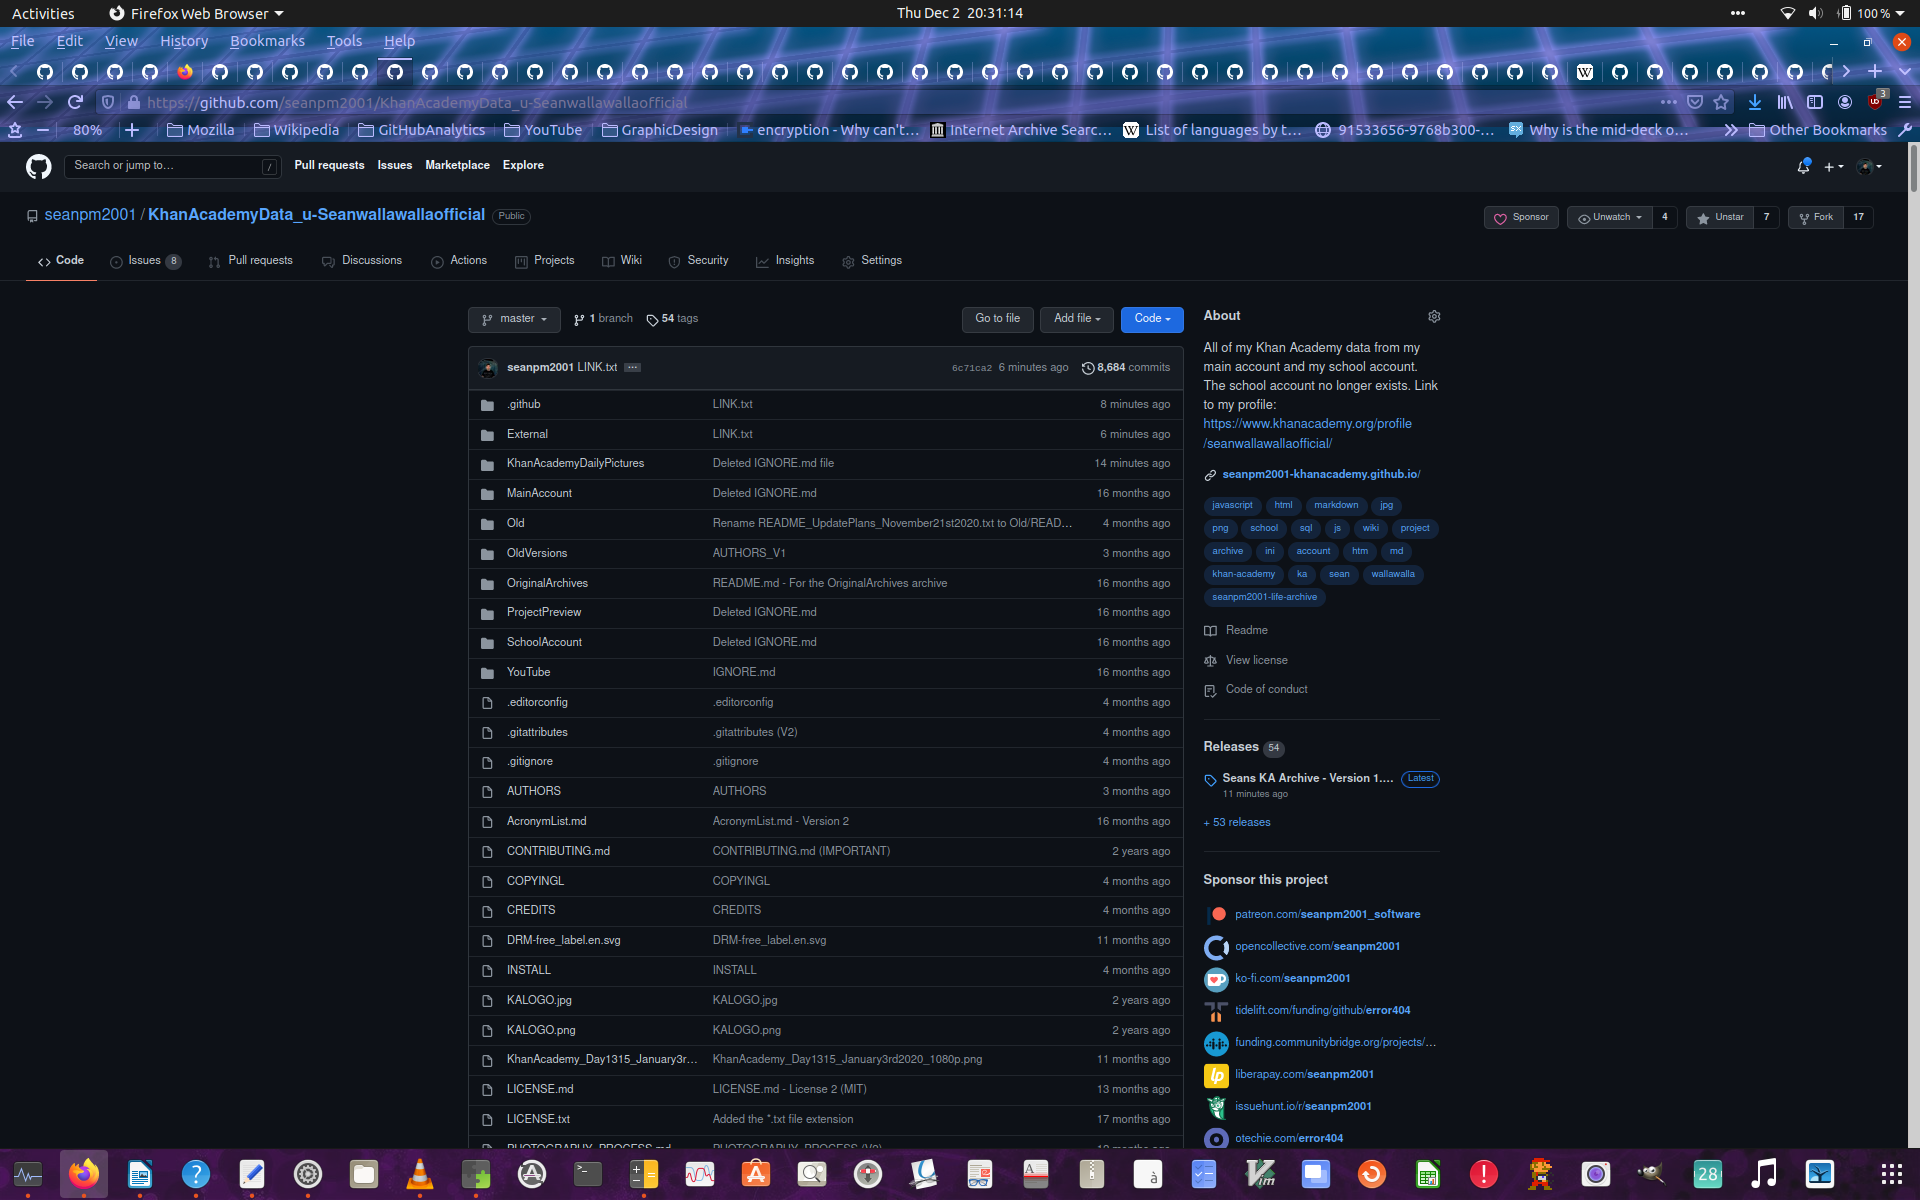 Activities
Firefox Web Browser
Thu Dec 2 20:31:14
100 %
File Edit View History Bookmarks Tools Help
https://github.com/seanpm2001/KhanAcademyData_u-Seanwallawallaofficial
3
80%
Mozilla
Wikipedia
GitHubAnalytics
YouTube
GraphicDesign
encryption - Why can't…
Internet Archive Searc…
List of languages by t…
91533656-9768b300-…
Why is the mid-deck o…
Other Bookmarks
Search or jump to…
/
Pull requests Issues Marketplace Explore
seanpm2001 / KhanAcademyData_u-Seanwallawallaofficial Public
Sponsor
Unwatch 4
Unstar 7
Fork 17
Code
Issues 8
Pull requests
Discussions
Actions
Projects
Wiki
Security
Insights
Settings
master
1 branch
54 tags
Go to file
Add file
Code
seanpm2001 LINK.txt ... 6c71ca2 6 minutes ago 8,684 commits
.github LINK.txt 8 minutes ago
External LINK.txt 6 minutes ago
KhanAcademyDailyPictures Deleted IGNORE.md file 14 minutes ago
MainAccount Deleted IGNORE.md 16 months ago
Old Rename README_UpdatePlans_November21st2020.txt to Old/READ… 4 months ago
OldVersions AUTHORS_V1 3 months ago
OriginalArchives README.md - For the OriginalArchives archive 16 months ago
ProjectPreview Deleted IGNORE.md 16 months ago
SchoolAccount Deleted IGNORE.md 16 months ago
YouTube IGNORE.md 16 months ago
.editorconfig .editorconfig 4 months ago
.gitattributes .gitattributes (V2) 4 months ago
.gitignore .gitignore 4 months ago
AUTHORS AUTHORS 3 months ago
AcronymList.md AcronymList.md - Version 2 16 months ago
CONTRIBUTING.md CONTRIBUTING.md (IMPORTANT) 2 years ago
COPYINGL COPYINGL 4 months ago
CREDITS CREDITS 4 months ago
DRM-free_label.en.svg DRM-free_label.en.svg 11 months ago
INSTALL INSTALL 4 months ago
KALOGO.jpg KALOGO.jpg 2 years ago
KALOGO.png KALOGO.png 2 years ago
KhanAcademy_Day1315_January3r… KhanAcademy_Day1315_January3rd2020_1080p.png 11 months ago
LICENSE.md LICENSE.md - License 2 (MIT) 13 months ago
LICENSE.txt Added the *.txt file extension 17 months ago
About
All of my Khan Academy data from my
main account and my school account.
The school account no longer exists. Link
to my profile:
https://www.khanacademy.org/profile
/seanwallawallaofficial/
seanpm2001-khanacademy.github.io/
javascript html markdown jpg
png school sql js wiki project
archive ini account htm md
khan-academy ka sean wallawalla
seanpm2001-life-archive
Readme
View license
Code of conduct
Releases 54
Seans KA Archive - Version 1.… Latest
11 minutes ago
+ 53 releases
Sponsor this project
patreon.com/seanpm2001_software
opencollective.com/seanpm2001
ko-fi.com/seanpm2001
tidelift.com/funding/github/error404
funding.communitybridge.org/projects/…
liberapay.com/seanpm2001
issuehunt.io/r/seanpm2001
otechie.com/error404
28